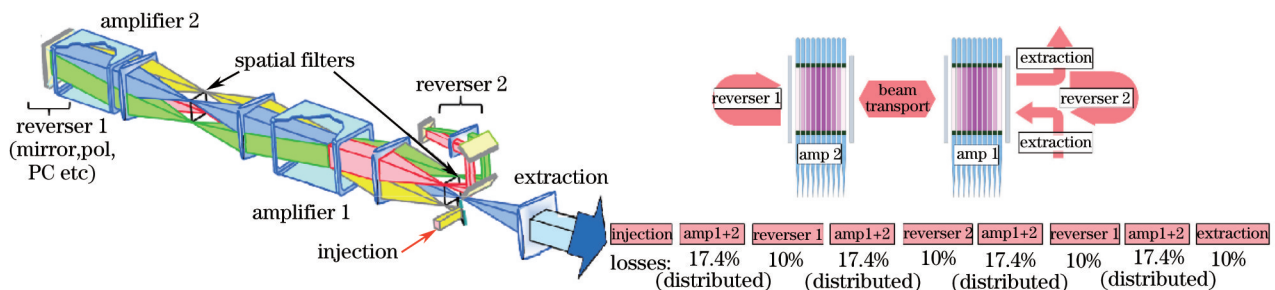 amplifier 2
spatial filters
reverser 2
reverser 1
(mirror,pol,
PC etc)
extraction
amplifier 1
injection
extraction
reverser 1
beam
transport
reverser 2
amp 2
amp 1
extraction
injection amp1+2 reverser 1 amp1+2 reverser 2 amp1+2 reverser 1 amp1+2 extraction
losses: 17.4% 10% 17.4% 10% 17.4% 10% 17.4% 10%
(distributed) (distributed) (distributed) (distributed)